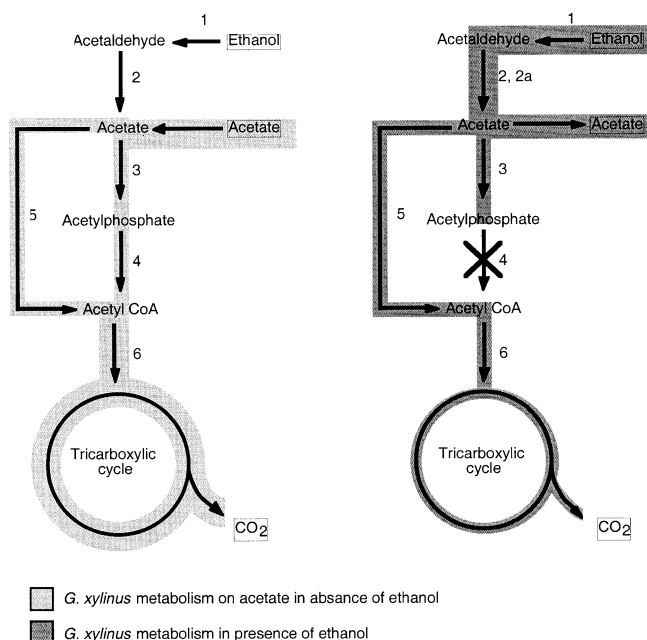 1
Acetaldehyde Ethanol
2
Acetate Acetate
3
5
Acetylphosphate
4
Acetyl CoA
6
Tricarboxylic
cycle
CO2
1
Acetaldehyde Ethanol
2, 2a
Acetate Acetate
3
5
Acetylphosphate
4
Acetyl CoA
6
Tricarboxylic
cycle
CO2
G. xylinus metabolism on acetate in absence of ethanol
G. xylinus metabolism in presence of ethanol